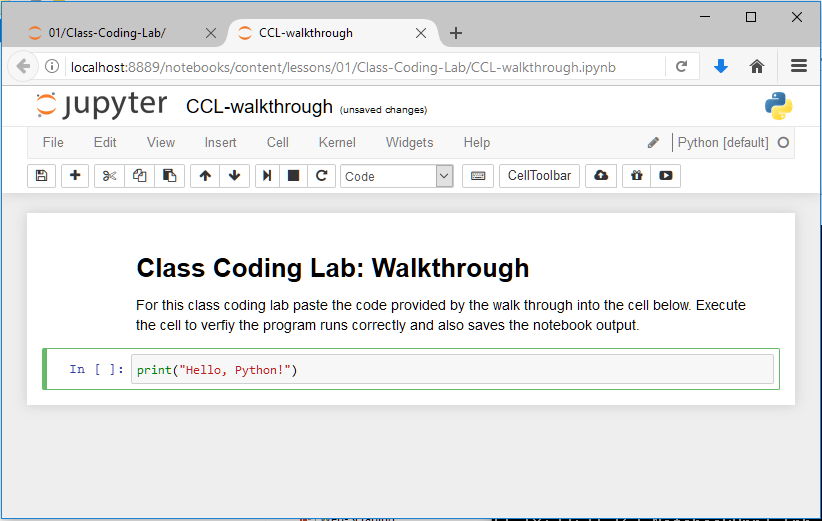 01/Class-Coding-Lab/
CCL-walkthrough
localhost:8889/notebooks/content/lessons/01/Class-Coding-Lab/CCL-walkthrough.ipynb
jupyter CCL-walkthrough (unsaved changes)
File Edit View Insert Cell Kernel Widgets Help Python [default]
Code CellToolbar
Class Coding Lab: Walkthrough
For this class coding lab paste the code provided by the walk through into the cell below. Execute
the cell to verfiy the program runs correctly and also saves the notebook output.
In [ ]: print("Hello, Python!")